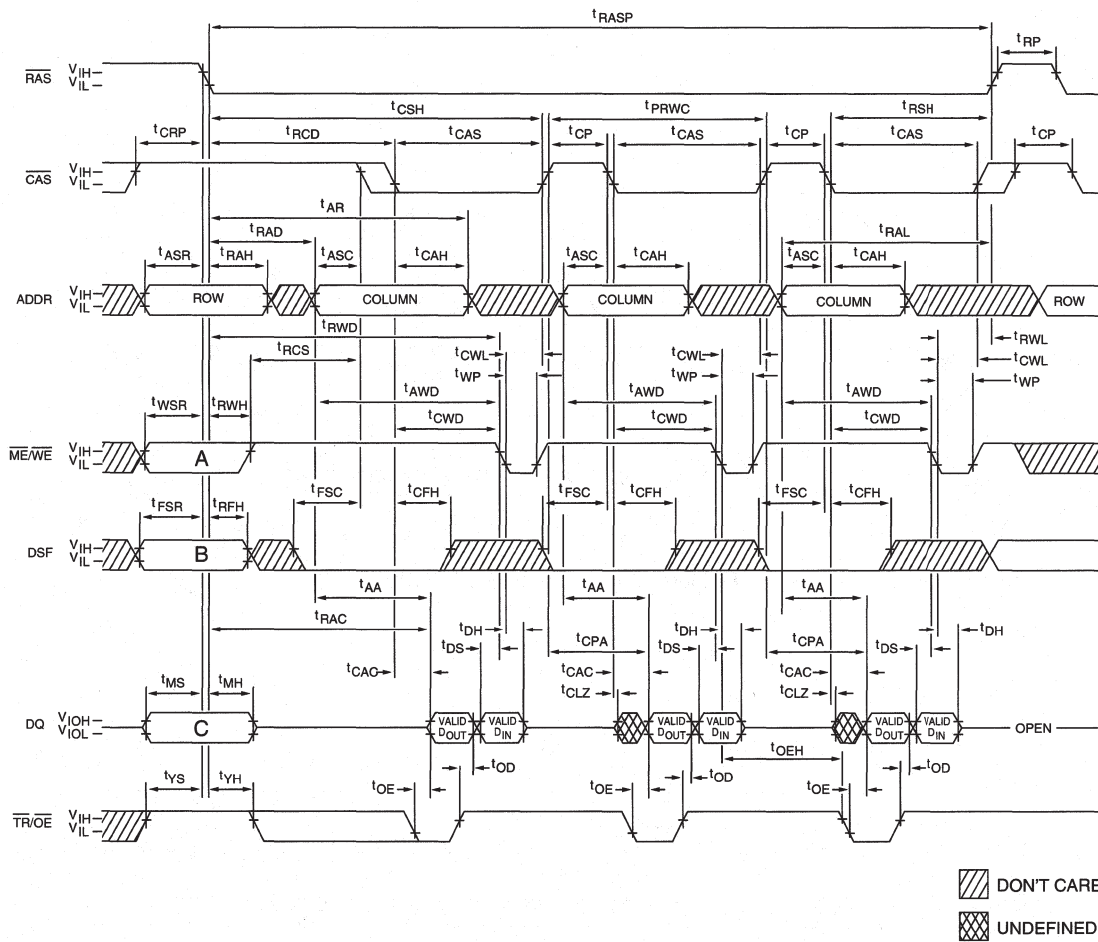 tRASP
tRP
RAS VIH VIL
tCSH tPRWC tRSH
tCRP tRCD tCAS tCP tCAS tCP tCAS tCP
CAS VIH VIL
tAR
tRAD tRAL
tASR tRAH tASC tCAH tASC tCAH tASC tCAH
ADDR VIH VIL ROW COLUMN COLUMN COLUMN ROW
tRWD tRWL
tRCS tCWL tCWL tCWL
tWP tWP tWP
tAWD tAWD tAWD
tWSR tRWH tCWD tCWD tCWD
ME/WE VIH VIL A
tFSC tCFH tFSC tCFH tFSC tCFH
tFSR tRFH
DSF VIH VIL B
tAA tAA tAA
tRAC tDH tDH tDH
tDS tCPA tDS tCPA tDS
tCAC tCAC tCAC
tMS tMH tCLZ tCLZ
DQ VIOH VIOL C VALID DOUT VALID DIN VALID DOUT VALID DIN VALID DOUT VALID DIN OPEN
tOEH
tOD tOD tOD
tYS tYH tOE tOE tOE
TR/OE VIH VIL
DON'T CARE
UNDEFINED